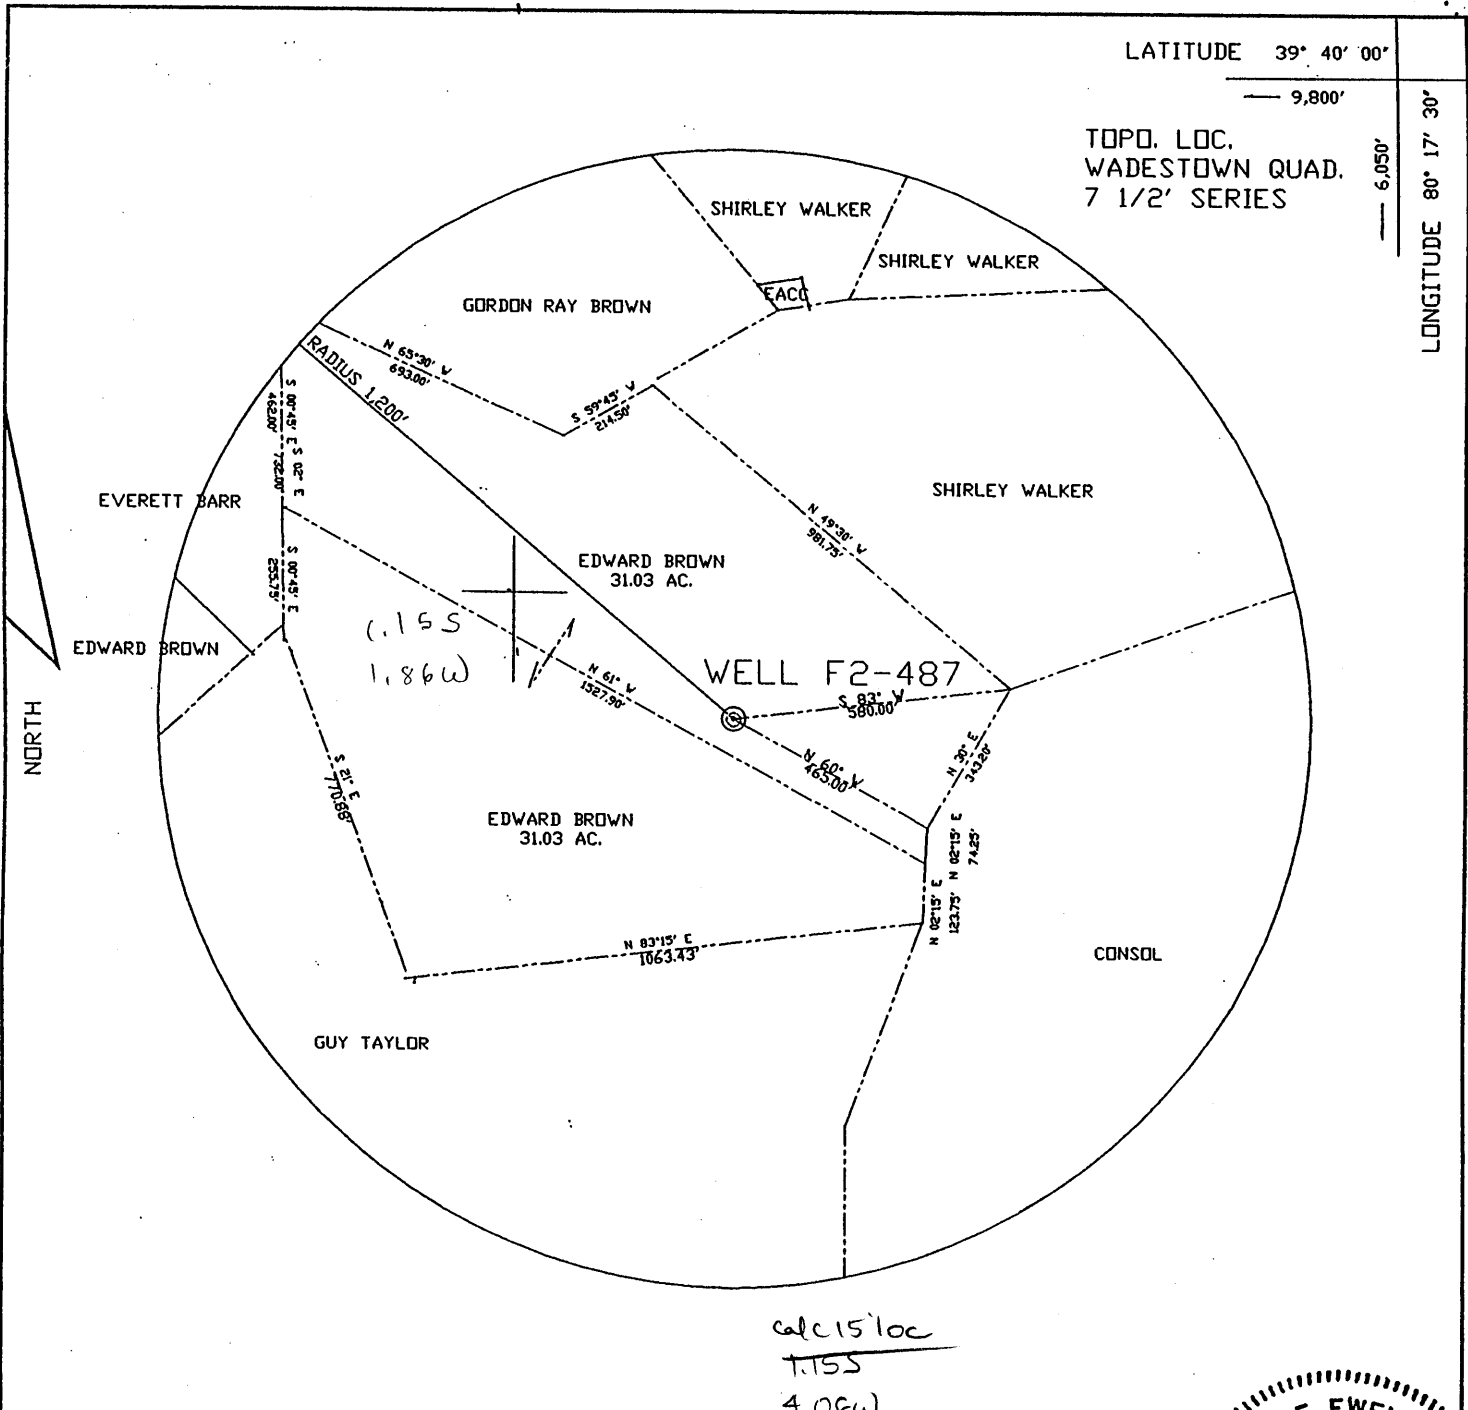 LATITUDE 39° 40' 00"
9,800'
TOPO. LOC.
WADESTOWN QUAD.
7 1/2' SERIES
6,050'
LONGITUDE 80° 17' 30"
SHIRLEY WALKER
SHIRLEY WALKER
EACC
GORDON RAY BROWN
N 65°30' W
693.00'
RADIUS 1,200'
S 59°45' W
214.50'
S 00°45' E
462.00'
S 02° E
732.00'
EVERETT BARR
SHIRLEY WALKER
N 49°30' W
981.75'
EDWARD BROWN
31.03 AC.
S 00°45' E
255.75'
1.15S
1.86W
EDWARD BROWN
N 61° W
1527.90'
WELL F2-487
S 83° W
580.00'
NORTH
N 60° W
465.00'
N 30° E
343.20'
S 21° E
770.88'
EDWARD BROWN
31.03 AC.
N 02°15' E
74.25'
N 02°15' E
123.75'
N 83°15' E
1063.43'
CONSOL
GUY TAYLOR
calc 15' loc
1.15S